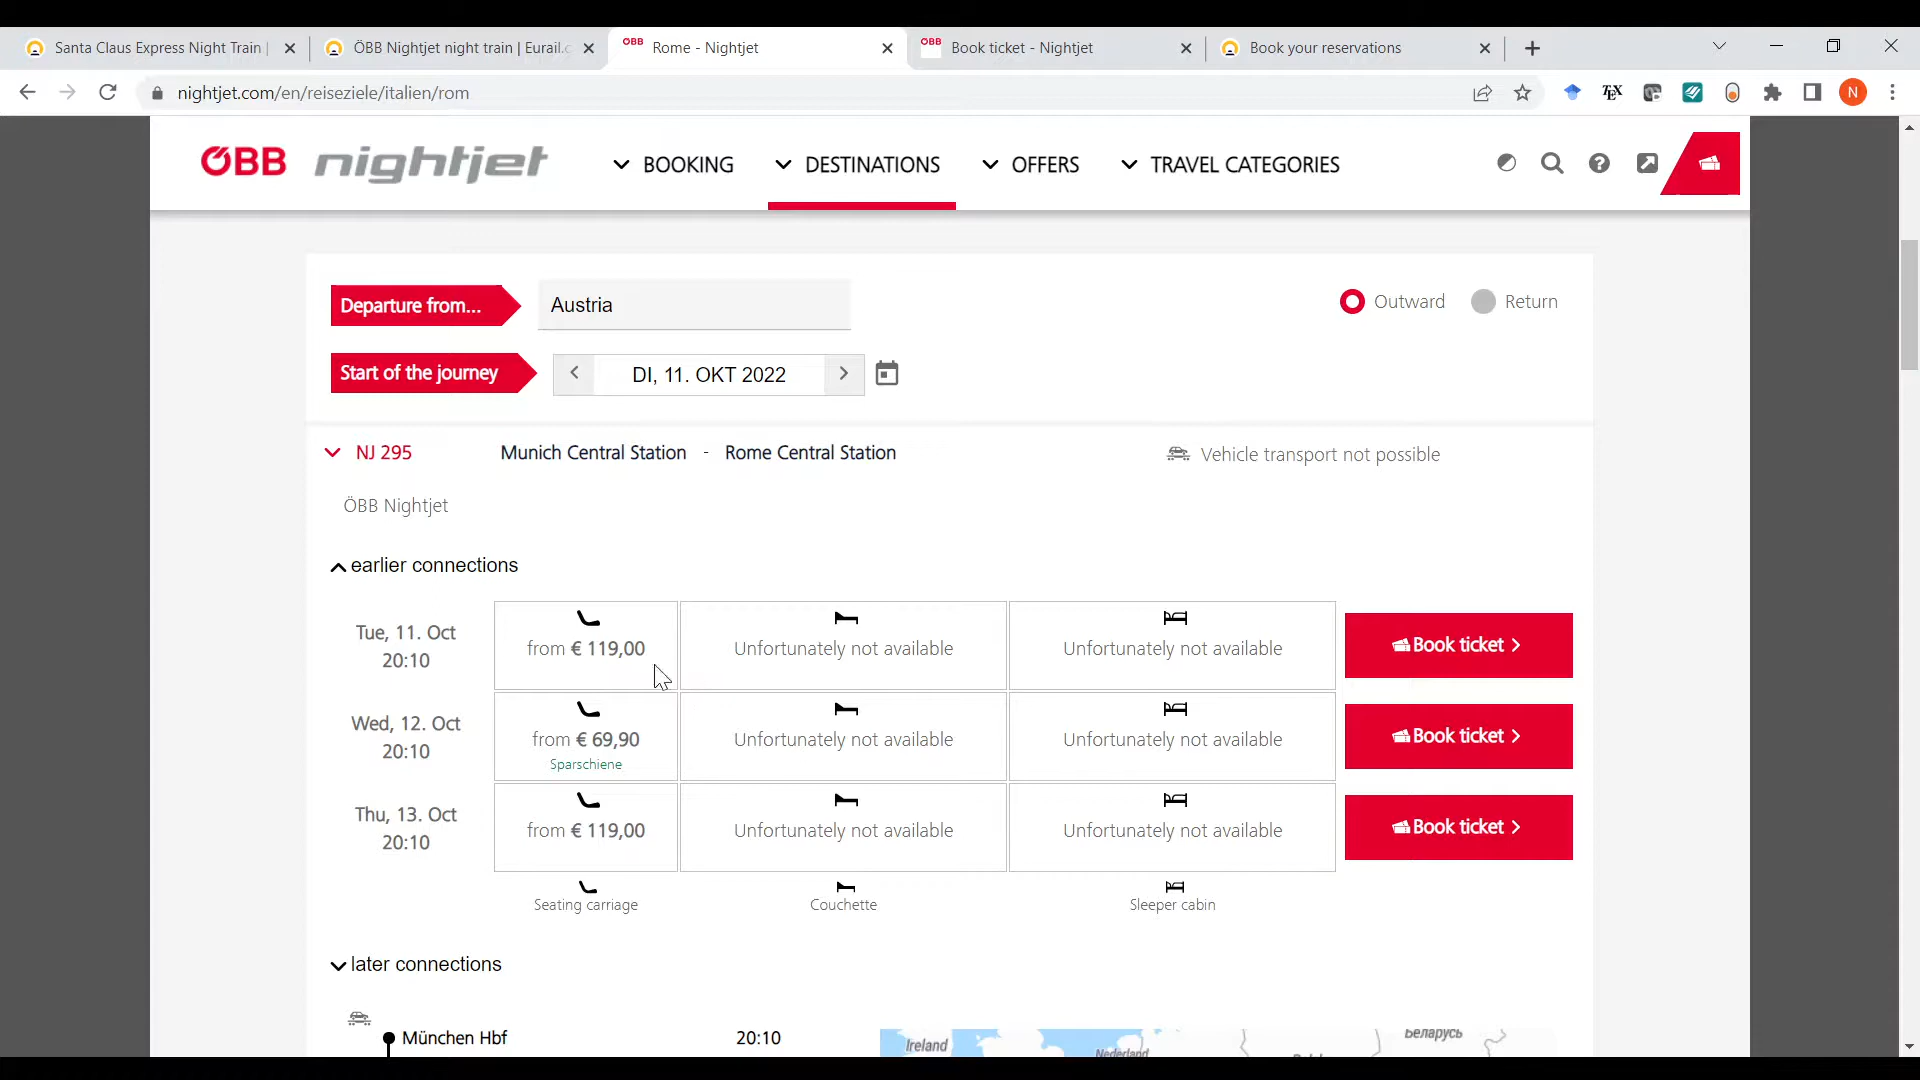 Santa Claus Express Night Train |
ÖBB Nightjet night train | Eurail.c
ÖBB Rome - Nightjet
ÖBB Book ticket - Nightjet
Book your reservations
nightjet.com/en/reiseziele/italien/rom
TEX
N
ÖBB nightjet
BOOKING
DESTINATIONS
OFFERS
TRAVEL CATEGORIES
Departure from...
Austria
Outward
Return
Start of the journey
DI, 11. OKT 2022
NJ 295
Munich Central Station - Rome Central Station
Vehicle transport not possible
ÖBB Nightjet
earlier connections
Tue, 11. Oct
20:10
from € 119,00
Unfortunately not available
Unfortunately not available
Book ticket
Wed, 12. Oct
20:10
from € 69,90
Sparschiene
Unfortunately not available
Unfortunately not available
Book ticket
Thu, 13. Oct
20:10
from € 119,00
Unfortunately not available
Unfortunately not available
Book ticket
Seating carriage
Couchette
Sleeper cabin
later connections
München Hbf
20:10
Ireland
Nederland
Беларусь